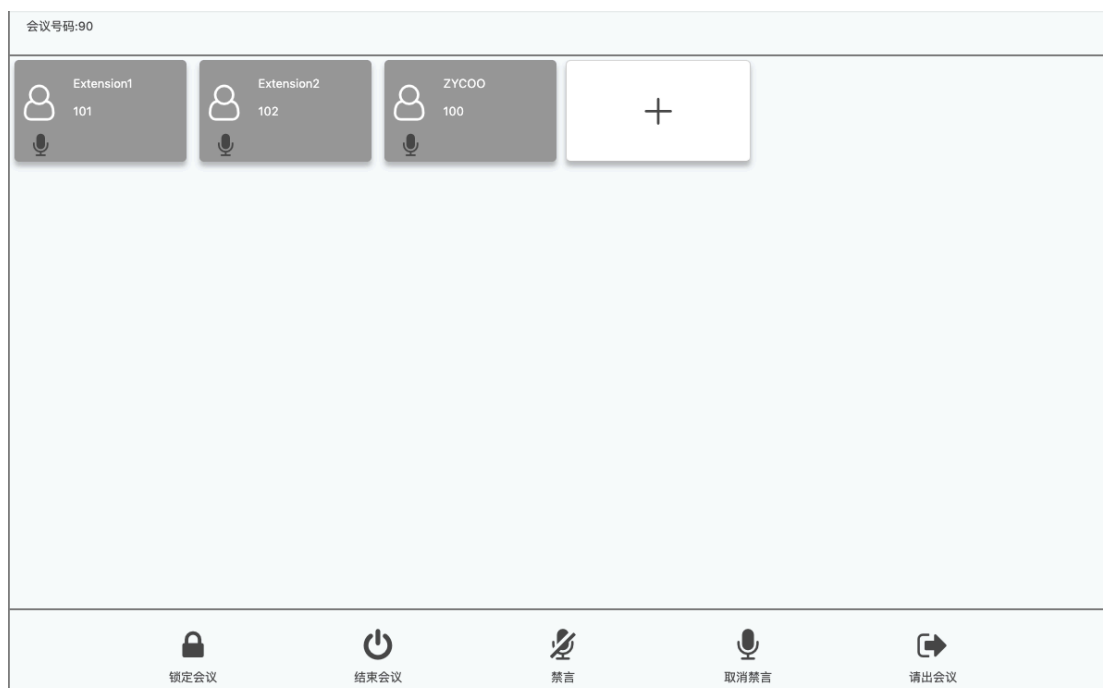 会议号码:90
Extension1
101
Extension2
102
ZYCOO
100
锁定会议
结束会议
禁言
取消禁言
请出会议